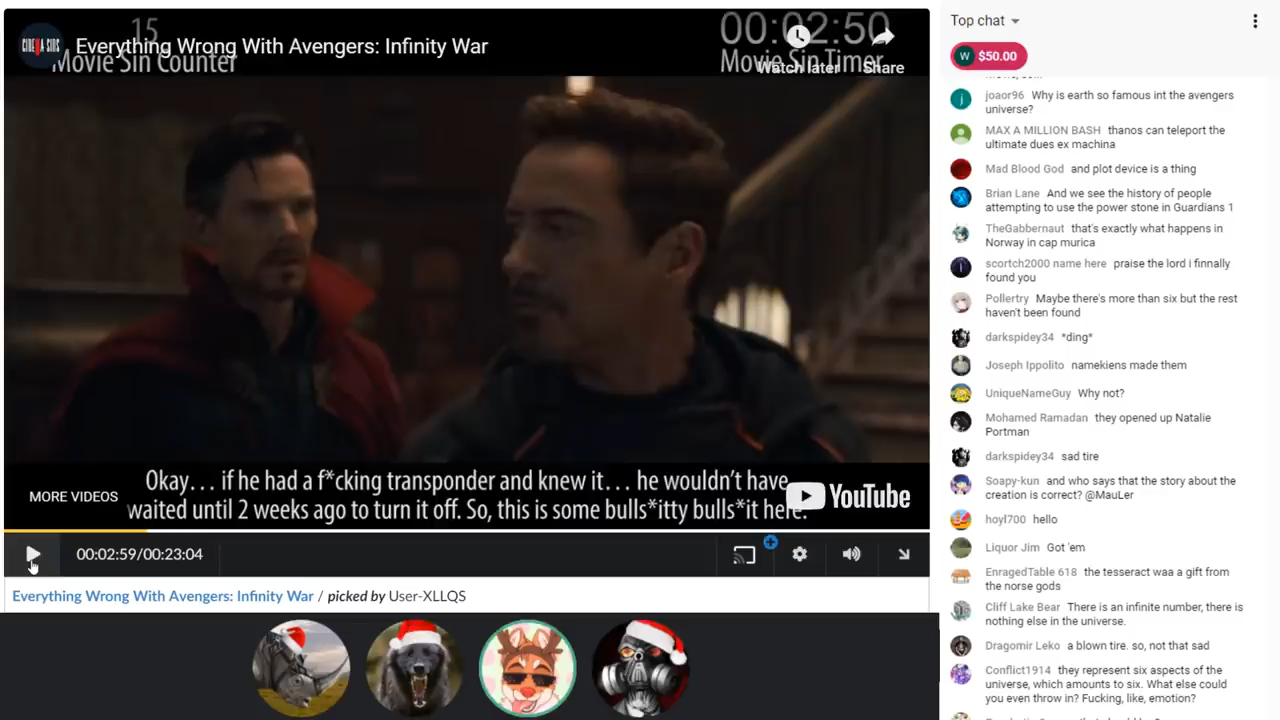 15
00:02:50
CINEMA SINS
Everything Wrong With Avengers: Infinity War
Movie Sin Counter
Movie Sin Timer
Watch later
Share
Okay... if he had a f*cking transponder and knew it... he wouldn't have
waited until 2 weeks ago to turn it off. So, this is some bulls*itty bulls*it here.
MORE VIDEOS
YouTube
00:02:59/00:23:04
Everything Wrong With Avengers: Infinity War / picked by User-XLLQS
Top chat
W $50.00
joaor96 Why is earth so famous int the avengers
universe?
MAX A MILLION BASH thanos can teleport the
ultimate dues ex machina
Mad Blood God and plot device is a thing
Brian Lane And we see the history of people
attempting to use the power stone in Guardians 1
TheGabbernaut that's exactly what happens in
Norway in cap murica
scortch2000 name here praise the lord i finnally
found you
Pollertry Maybe there's more than six but the rest
haven't been found
darkspidey34 *ding*
Joseph Ippolito namekiens made them
UniqueNameGuy Why not?
Mohamed Ramadan they opened up Natalie
Portman
darkspidey34 sad tire
Soapy-kun and who says that the story about the
creation is correct? @MauLer
hoyl700 hello
Liquor Jim Got 'em
EnragedTable 618 the tesseract waa a gift from
the norse gods
Cliff Lake Bear There is an infinite number, there is
nothing else in the universe.
Dragomir Leko a blown tire. so, not that sad
Conflict1914 they represent six aspects of the
universe, which amounts to six. What else could
you even throw in? Fucking, like, emotion?